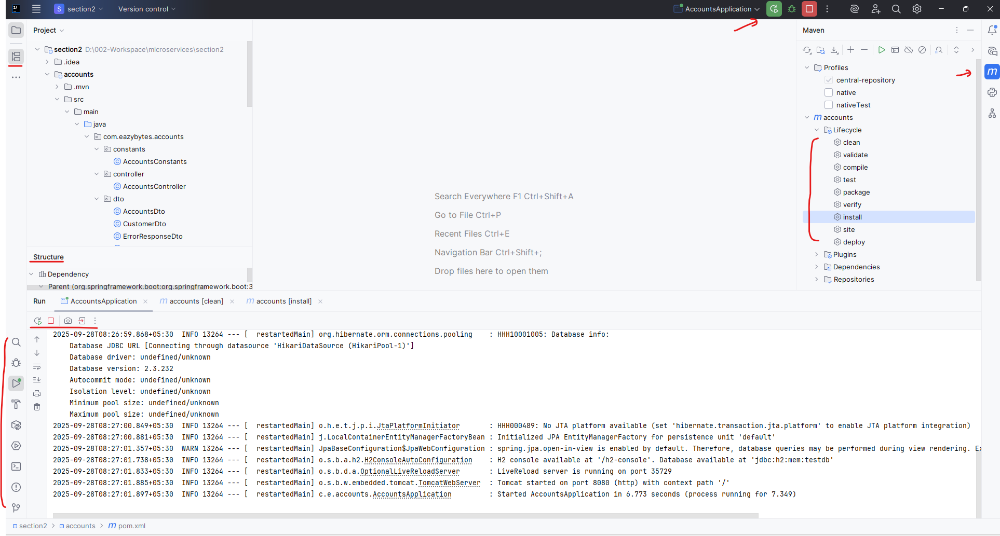 S section2 Version control AccountsApplication
Project
section2 D:\002-Workspace\microservices\section2
.idea
accounts
.mvn
src
main
java
com.eazybytes.accounts
constants
AccountsConstants
controller
AccountsController
dto
AccountsDto
CustomerDto
ErrorResponseDto
Structure
Dependency
Parent (org.springframework.boot:org.springframework.boot:3
Search Everywhere F1 Ctrl+Shift+A
Go to File Ctrl+P
Recent Files Ctrl+E
Navigation Bar Ctrl+Shift+;
Drop files here to open them
Maven
Profiles
central-repository
native
nativeTest
m accounts
Lifecycle
clean
validate
compile
test
package
verify
install
site
deploy
Plugins
Dependencies
Repositories
m
Run AccountsApplication m accounts [clean] m accounts [install]
2025-09-28T08:26:59.868+05:30 INFO 13264 --- [ restartedMain] org.hibernate.orm.connections.pooling : HHH10001005: Database info:
Database JDBC URL [Connecting through datasource 'HikariDataSource (HikariPool-1)']
Database driver: undefined/unknown
Database version: 2.3.232
Autocommit mode: undefined/unknown
Isolation level: undefined/unknown
Minimum pool size: undefined/unknown
Maximum pool size: undefined/unknown
2025-09-28T08:27:00.849+05:30 INFO 13264 --- [ restartedMain] o.h.e.t.j.p.i.JtaPlatformInitiator : HHH000489: No JTA platform available (set 'hibernate.transaction.jta.platform' to enable JTA platform integration)
2025-09-28T08:27:00.881+05:30 INFO 13264 --- [ restartedMain] j.LocalContainerEntityManagerFactoryBean : Initialized JPA EntityManagerFactory for persistence unit 'default'
2025-09-28T08:27:01.357+05:30 WARN 13264 --- [ restartedMain] JpaBaseConfiguration$JpaWebConfiguration : spring.jpa.open-in-view is enabled by default. Therefore, database queries may be performed during view rendering. Ex
2025-09-28T08:27:01.738+05:30 INFO 13264 --- [ restartedMain] o.s.b.a.h2.H2ConsoleAutoConfiguration : H2 console available at '/h2-console'. Database available at 'jdbc:h2:mem:testdb'
2025-09-28T08:27:01.833+05:30 INFO 13264 --- [ restartedMain] o.s.b.d.a.OptionalLiveReloadServer : LiveReload server is running on port 35729
2025-09-28T08:27:01.885+05:30 INFO 13264 --- [ restartedMain] o.s.b.w.embedded.tomcat.TomcatWebServer : Tomcat started on port 8080 (http) with context path '/'
2025-09-28T08:27:01.897+05:30 INFO 13264 --- [ restartedMain] c.e.accounts.AccountsApplication : Started AccountsApplication in 6.773 seconds (process running for 7.349)
section2 > accounts > m pom.xml